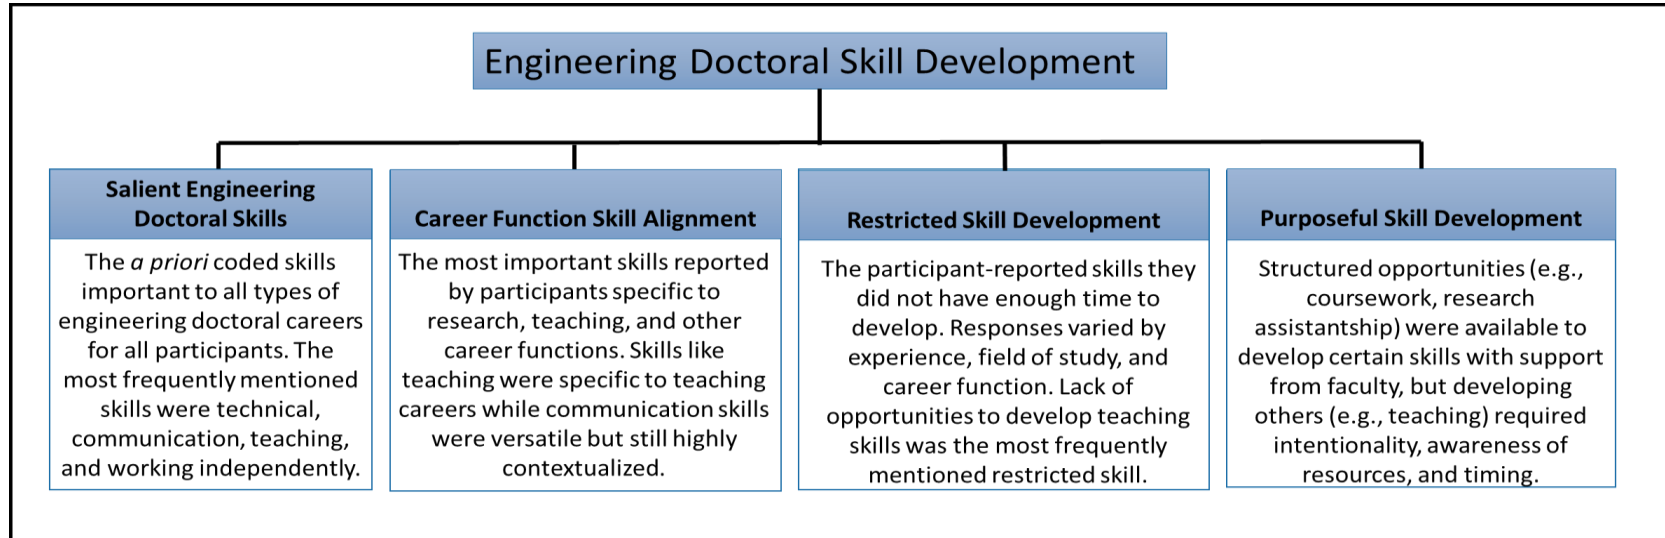 Engineering Doctoral Skill Development
Salient Engineering
Doctoral Skills
The a priori coded skills
important to all types of
engineering doctoral careers
for all participants. The
most frequently mentioned
skills were technical,
communication, teaching,
and working independently.
Career Function Skill Alignment
The most important skills reported
by participants specific to
research, teaching, and other
career functions. Skills like
teaching were specific to teaching
careers while communication skills
were versatile but still highly
contextualized.
Restricted Skill Development
The participant-reported skills they
did not have enough time to
develop. Responses varied by
experience, field of study, and
career function. Lack of
opportunities to develop teaching
skills was the most frequently
mentioned restricted skill.
Purposeful Skill Development
Structured opportunities (e.g.,
coursework, research
assistantship) were available to
develop certain skills with support
from faculty, but developing
others (e.g., teaching) required
intentionality, awareness of
resources, and timing.